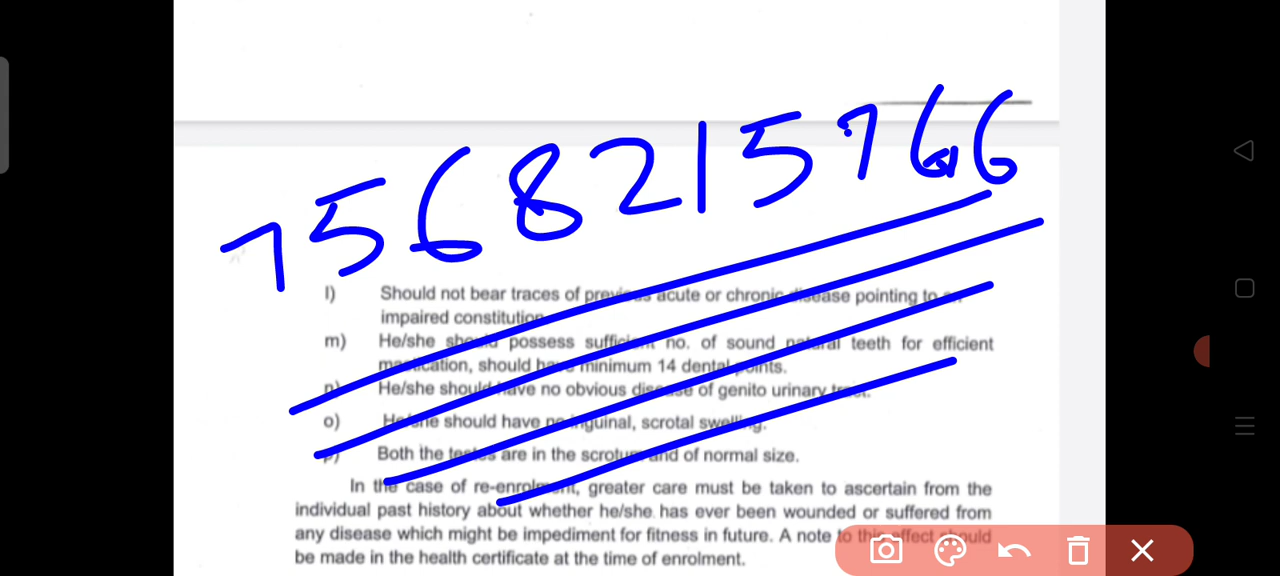 7568215766
l) Should not bear traces of previous acute or chronic disease pointing to an
impaired constitution.
m) He/she should possess sufficient no. of sound natural teeth for efficient
mastication, should have minimum 14 dental points.
n) He/she should have no obvious disease of genito urinary tract.
o) He/she should have no inguinal, scrotal swelling.
p) Both the testes are in the scrotum and of normal size.
In the case of re-enrolment, greater care must be taken to ascertain from the
individual past history about whether he/she has ever been wounded or suffered from
any disease which might be impediment for fitness in future. A note to this effect should
be made in the health certificate at the time of enrolment.